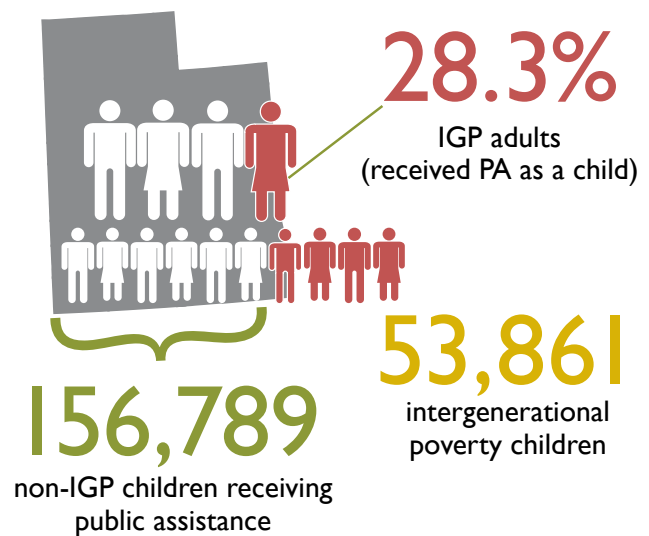 28.3%
IGP adults
(received PA as a child)
53,861
intergenerational
poverty children
156,789
non-IGP children receiving
public assistance